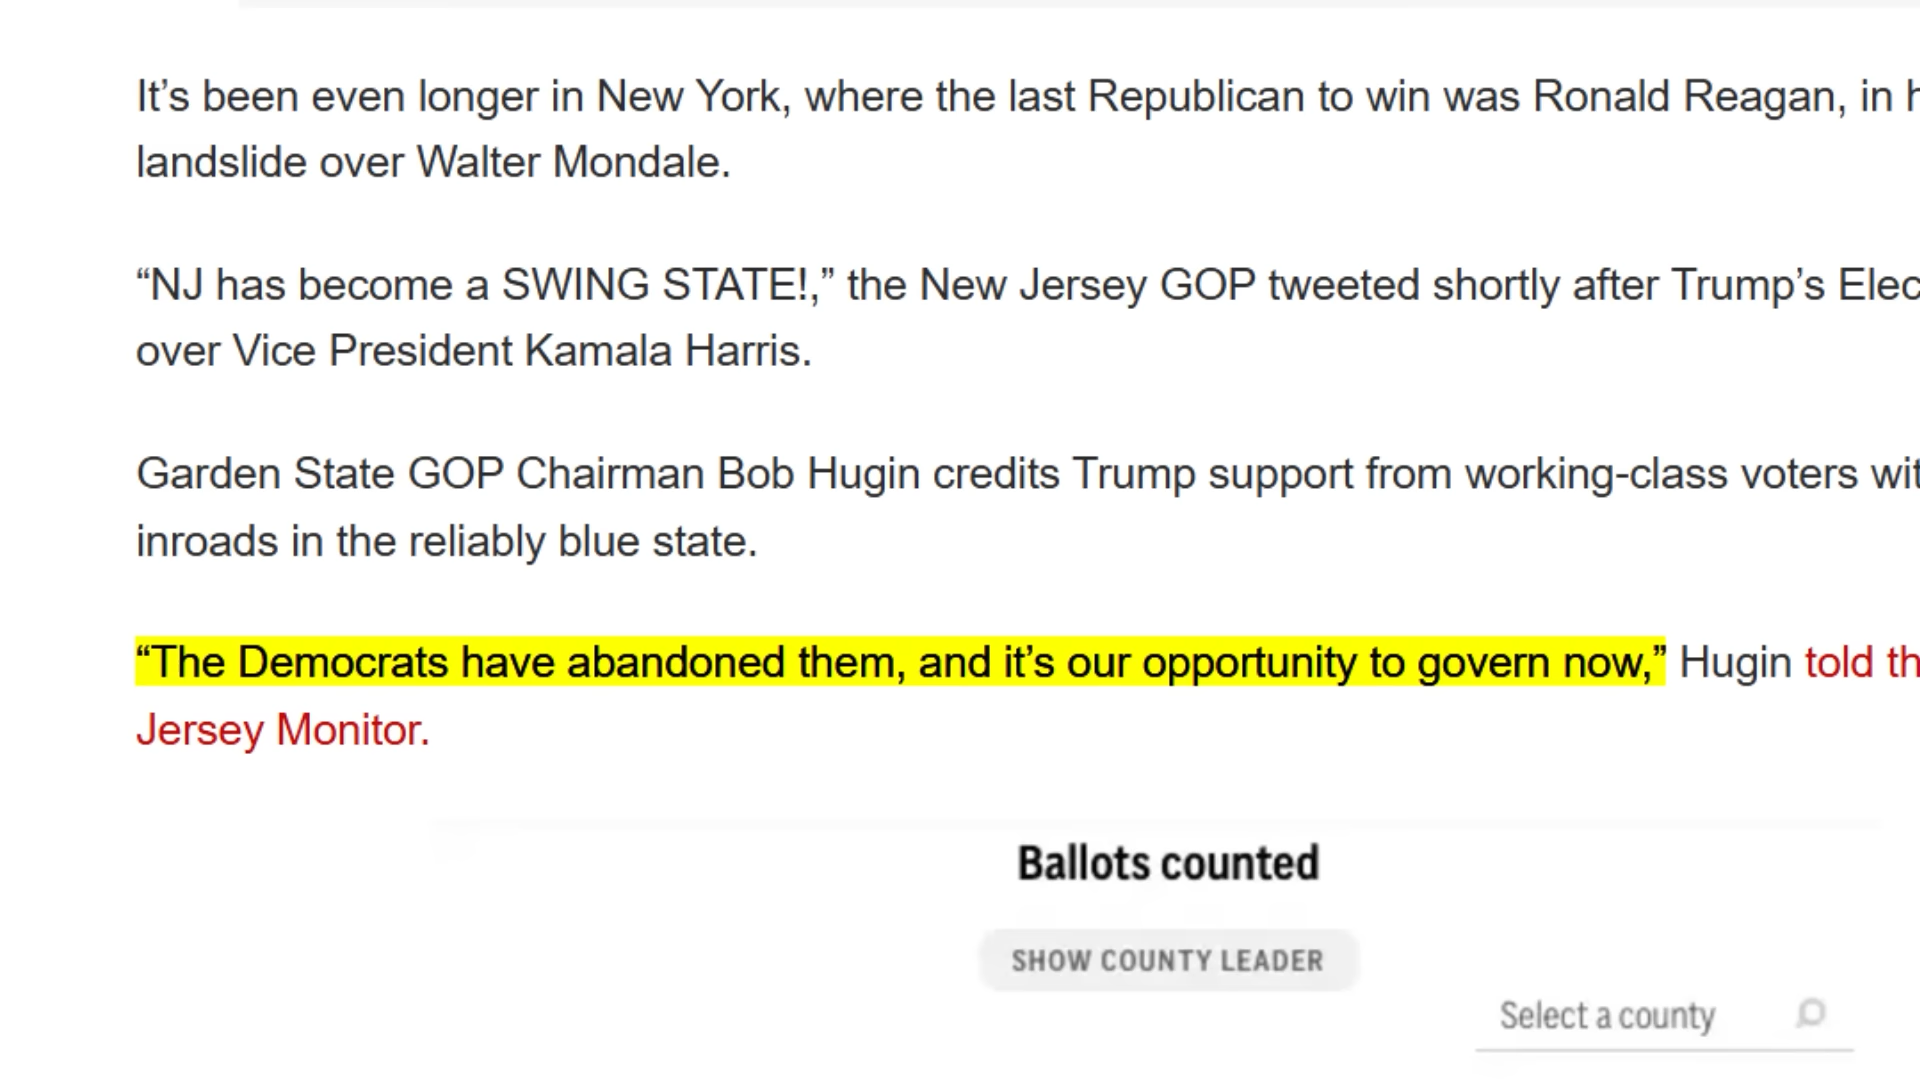 It’s been even longer in New York, where the last Republican to win was Ronald Reagan, in
landslide over Walter Mondale.
“NJ has become a SWING STATE!,” the New Jersey GOP tweeted shortly after Trump’s
over Vice President Kamala Harris.
Garden State GOP Chairman Bob Hugin credits Trump support from working-class voters
inroads in the reliably blue state.
“The Democrats have abandoned them, and it’s our opportunity to govern now,” Hugin told
Jersey Monitor.
Ballots counted
SHOW COUNTY LEADER
Select a county